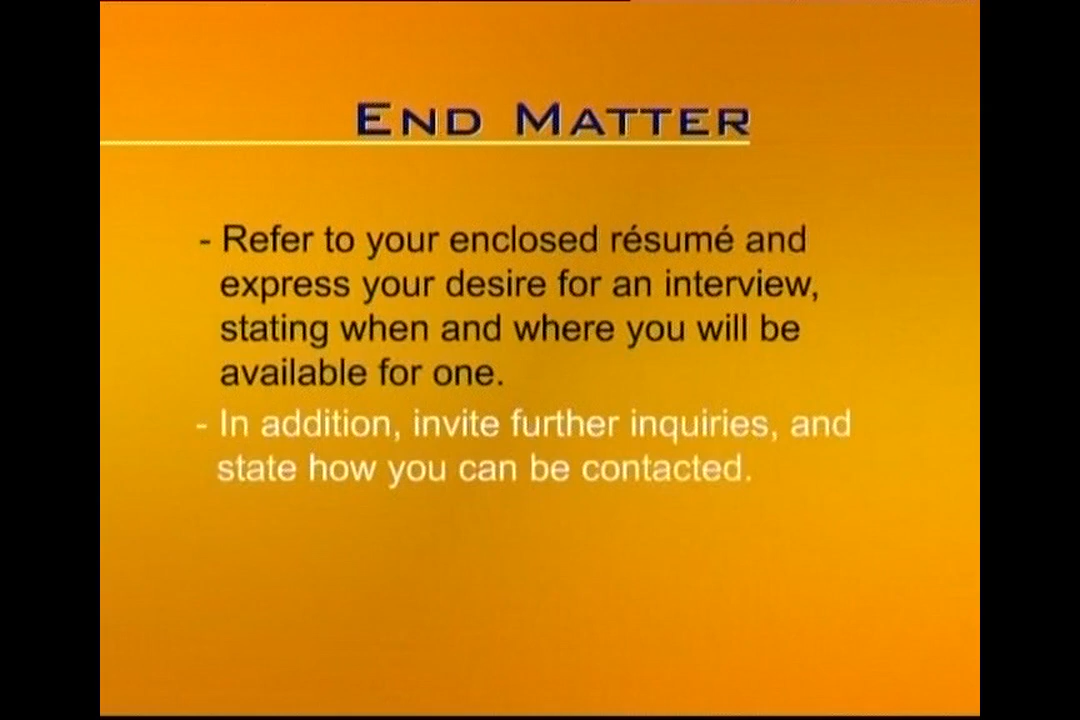 END MATTER
- Refer to your enclosed résumé and
express your desire for an interview,
stating when and where you will be
available for one.
- In addition, invite further inquiries, and
state how you can be contacted.